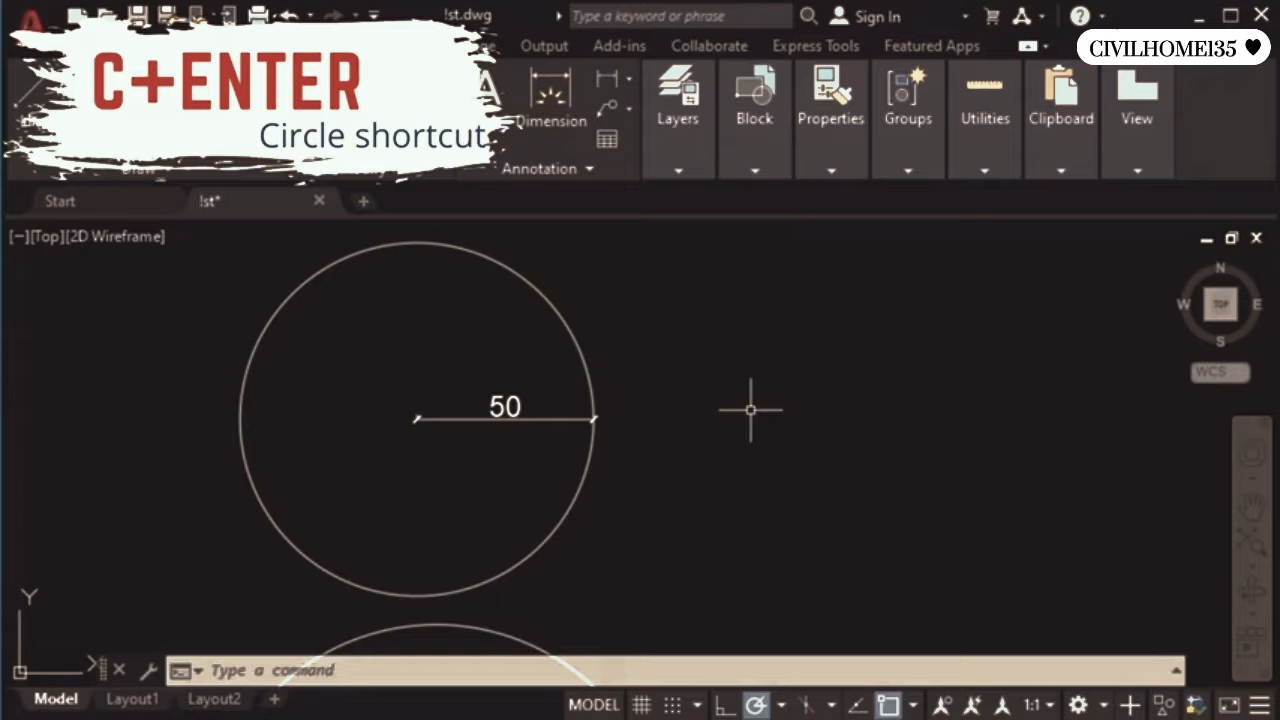 !st.dwg
Type a keyword or phrase
Sign In
Output Add-ins Collaborate Express Tools Featured Apps
CIVILHOME135 ♥
C+ENTER
Circle shortcut
Dimension
Layers
Block
Properties
Groups
Utilities
Clipboard
View
Annotation
Start
!st*
[−][Top][2D Wireframe]
N
W
TOP
E
S
WCS
50
Y
Type a command
Model
Layout1
Layout2
MODEL
1:1